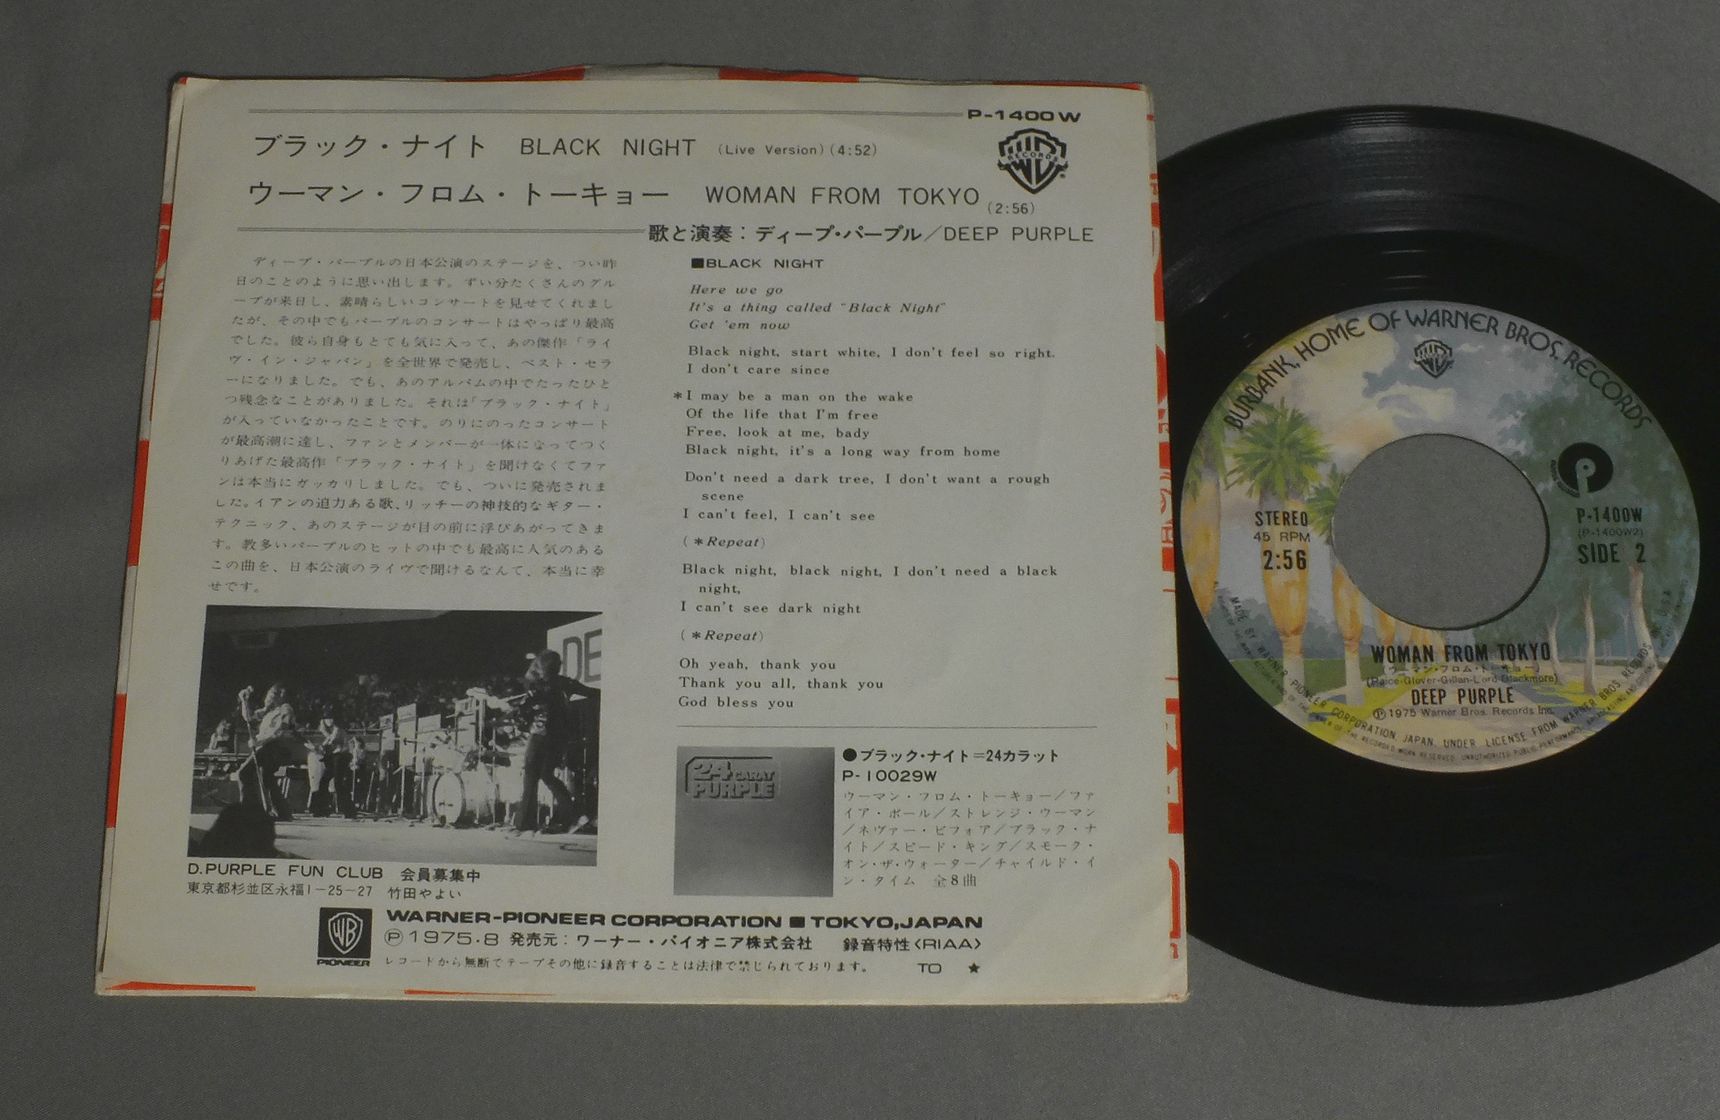 P-1400W
ブラック・ナイト BLACK NIGHT (Live Version)(4:52)
ウーマン・フロム・トーキョー WOMAN FROM TOKYO (2:56)
RECORDS
歌と演奏：ディープ・パープル/DEEP PURPLE
ディープ・パープルの日本公演のステージを、つい昨
日のことのように思い出します。ずい分たくさんのグル
ープが来日し、素晴らしいコンサートを見せてくれまし
たが、その中でもパープルのコンサートはやっぱり最高
でした。彼ら自身もとても気に入って、あの傑作「ライ
ヴ・イン・ジャパン」を全世界で発売し、ベスト・セラ
ーになりました。でも、あのアルバムの中でたったひと
つ残念なことがありました。それは「ブラック・ナイト」
が入っていなかったことです。のりにのったコンサート
が最高潮に達し、ファンとメンバーが一体になってつく
りあげた最高作「ブラック・ナイト」を聞けなくてファ
ンは本当にガッカリしました。でも、ついに発売されま
した。イアンの迫力ある歌、リッチーの神技的なギター・
テクニック、あのステージが目の前に浮びあがってきま
す。数多いパープルのヒットの中でも最高に人気のある
この曲を、日本公演のライヴで聞けるなんて、本当に幸
せです。
DE
D.PURPLE FUN CLUB 会員募集中
東京都杉並区永福1-25-27 竹田やよい
■BLACK NIGHT
Here we go
It's a thing called "Black Night"
Get 'em now
Black night, start white, I don't feel so right.
I don't care since
*I may be a man on the wake
Of the life that I'm free
Free, look at me, bady
Black night, it's a long way from home
Don't need a dark tree, I don't want a rough
scene
I can't feel, I can't see
(*Repeat)
Black night, black night, I don't need a black
night,
I can't see dark night
(*Repeat)
Oh yeah, thank you
Thank you all, thank you
God bless you
24 CARAT
PURPLE
●ブラック・ナイト=24カラット
P-10029W
ウーマン・フロム・トーキョー/ファ
イア・ボール/ストレンジ・ウーマン
/ネヴァー・ビフォア/ブラック・ナ
イト/スピード・キング/スモーク・
オン・ザ・ウォーター/チャイルド・イ
ン・タイム 全8曲
WB
PIONEER
WARNER-PIONEER CORPORATION ■ TOKYO,JAPAN
Ⓟ1975・8 発売元：ワーナー・パイオニア株式会社 録音特性〈RIAA〉
レコードから無断でテープその他に録音することは法律で禁じられております。 TO ★
BURBANK, HOME OF WARNER BROS. RECORDS
STEREO
45 RPM
2:56
P-1400W
(P-1400W2)
SIDE 2
WOMAN FROM TOKYO
(ウーマン・フロム・トーキョー)
(Paice-Glover-Gillan-Lord-Blackmore)
DEEP PURPLE
Ⓟ1975 Warner Bros. Records Inc.
MADE BY WARNER-PIONEER CORPORATION JAPAN, UNDER LICENSE FROM WARNER BROS. RECORDS INC. U.S.A.